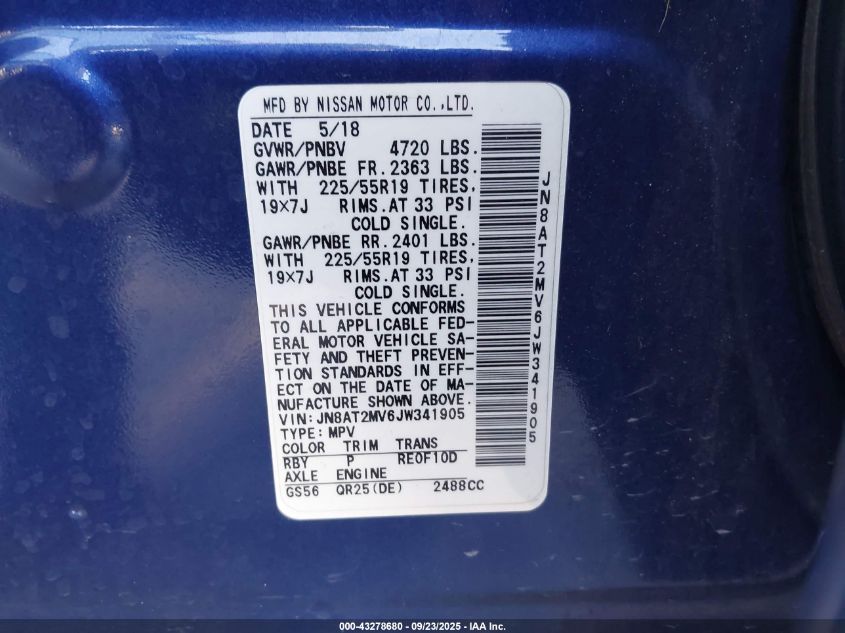 MFD BY NISSAN MOTOR CO.,LTD.
DATE 5/18
GVWR/PNBV 4720 LBS.
GAWR/PNBE FR.2363 LBS.
WITH 225/55R19 TIRES,
19×7J RIMS.AT 33 PSI
COLD SINGLE.
GAWR/PNBE RR.2401 LBS.
WITH 225/55R19 TIRES,
19×7J RIMS.AT 33 PSI
COLD SINGLE.
THIS VEHICLE CONFORMS
TO ALL APPLICABLE FED-
ERAL MOTOR VEHICLE SA-
FETY AND THEFT PREVEN-
TION STANDARDS IN EFF-
ECT ON THE DATE OF MA-
NUFACTURE SHOWN ABOVE.
VIN: JN8AT2MV6JW341905
TYPE: MPV
COLOR TRIM TRANS
RBY P RE0F10D
AXLE ENGINE
GS56 QR25(DE) 2488CC
JN8AT2MV6JW341905
000-43278680 - 09/23/2025 - IAA Inc.